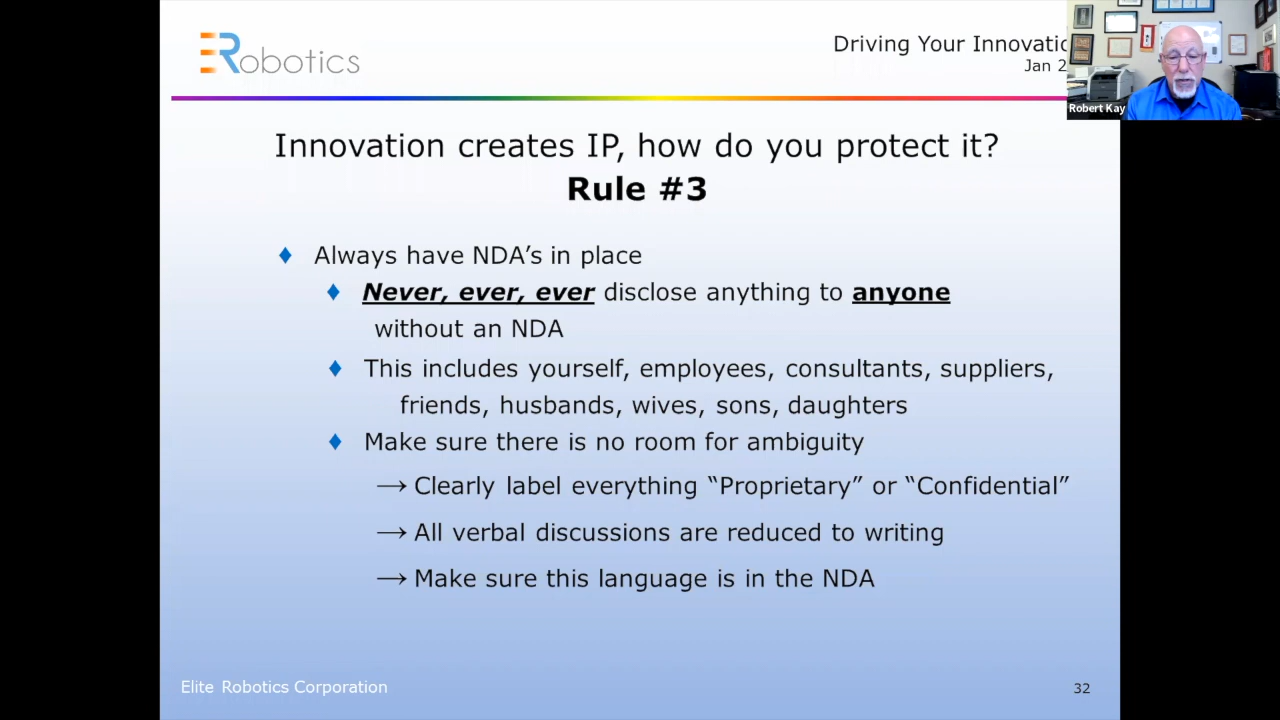 ERobotics
Driving Your Innovatio
Jan 2
Robert Kay
Innovation creates IP, how do you protect it?
Rule #3
Always have NDA's in place
Never, ever, ever disclose anything to anyone
without an NDA
This includes yourself, employees, consultants, suppliers,
friends, husbands, wives, sons, daughters
Make sure there is no room for ambiguity
→ Clearly label everything “Proprietary” or “Confidential”
→ All verbal discussions are reduced to writing
→ Make sure this language is in the NDA
Elite Robotics Corporation
32